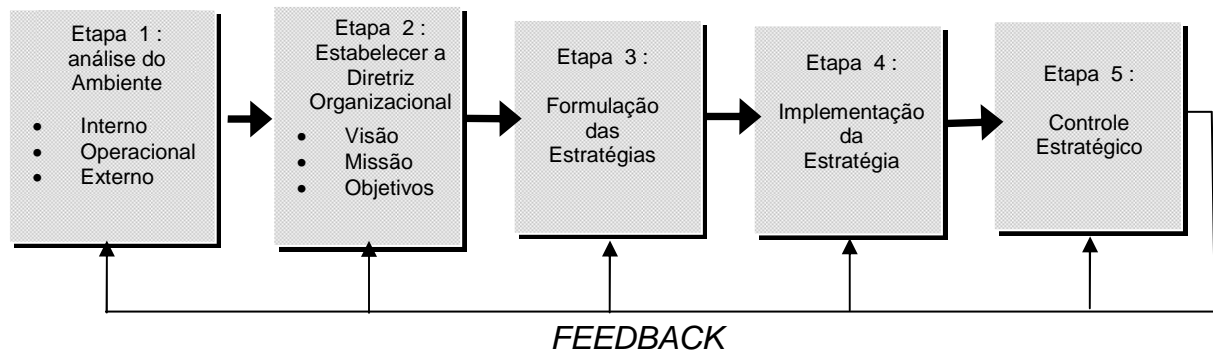 Etapa 1 :
análise do
Ambiente
• Interno
• Operacional
• Externo
Etapa 2 :
Estabelecer a
Diretriz
Organizacional
• Visão
• Missão
• Objetivos
Etapa 3 :
Formulação
das
Estratégias
Etapa 4 :
Implementação
da
Estratégia
Etapa 5 :
Controle
Estratégico
FEEDBACK